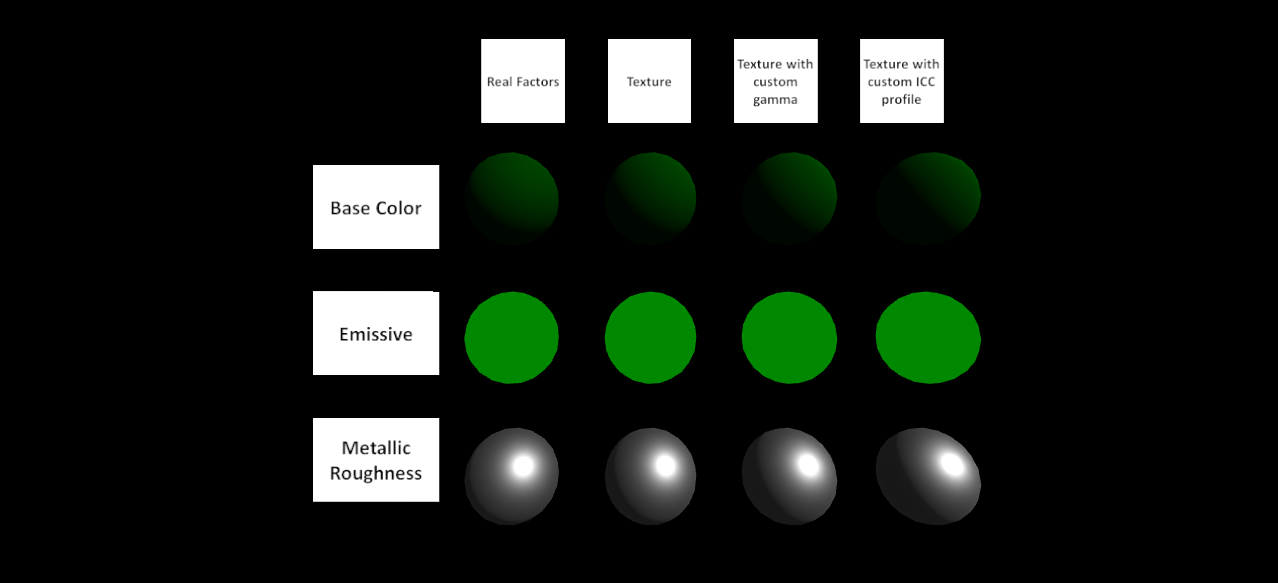 Real Factors
Texture
Texture with
custom
gamma
Texture with
custom ICC
profile
Base Color
Emissive
Metallic
Roughness